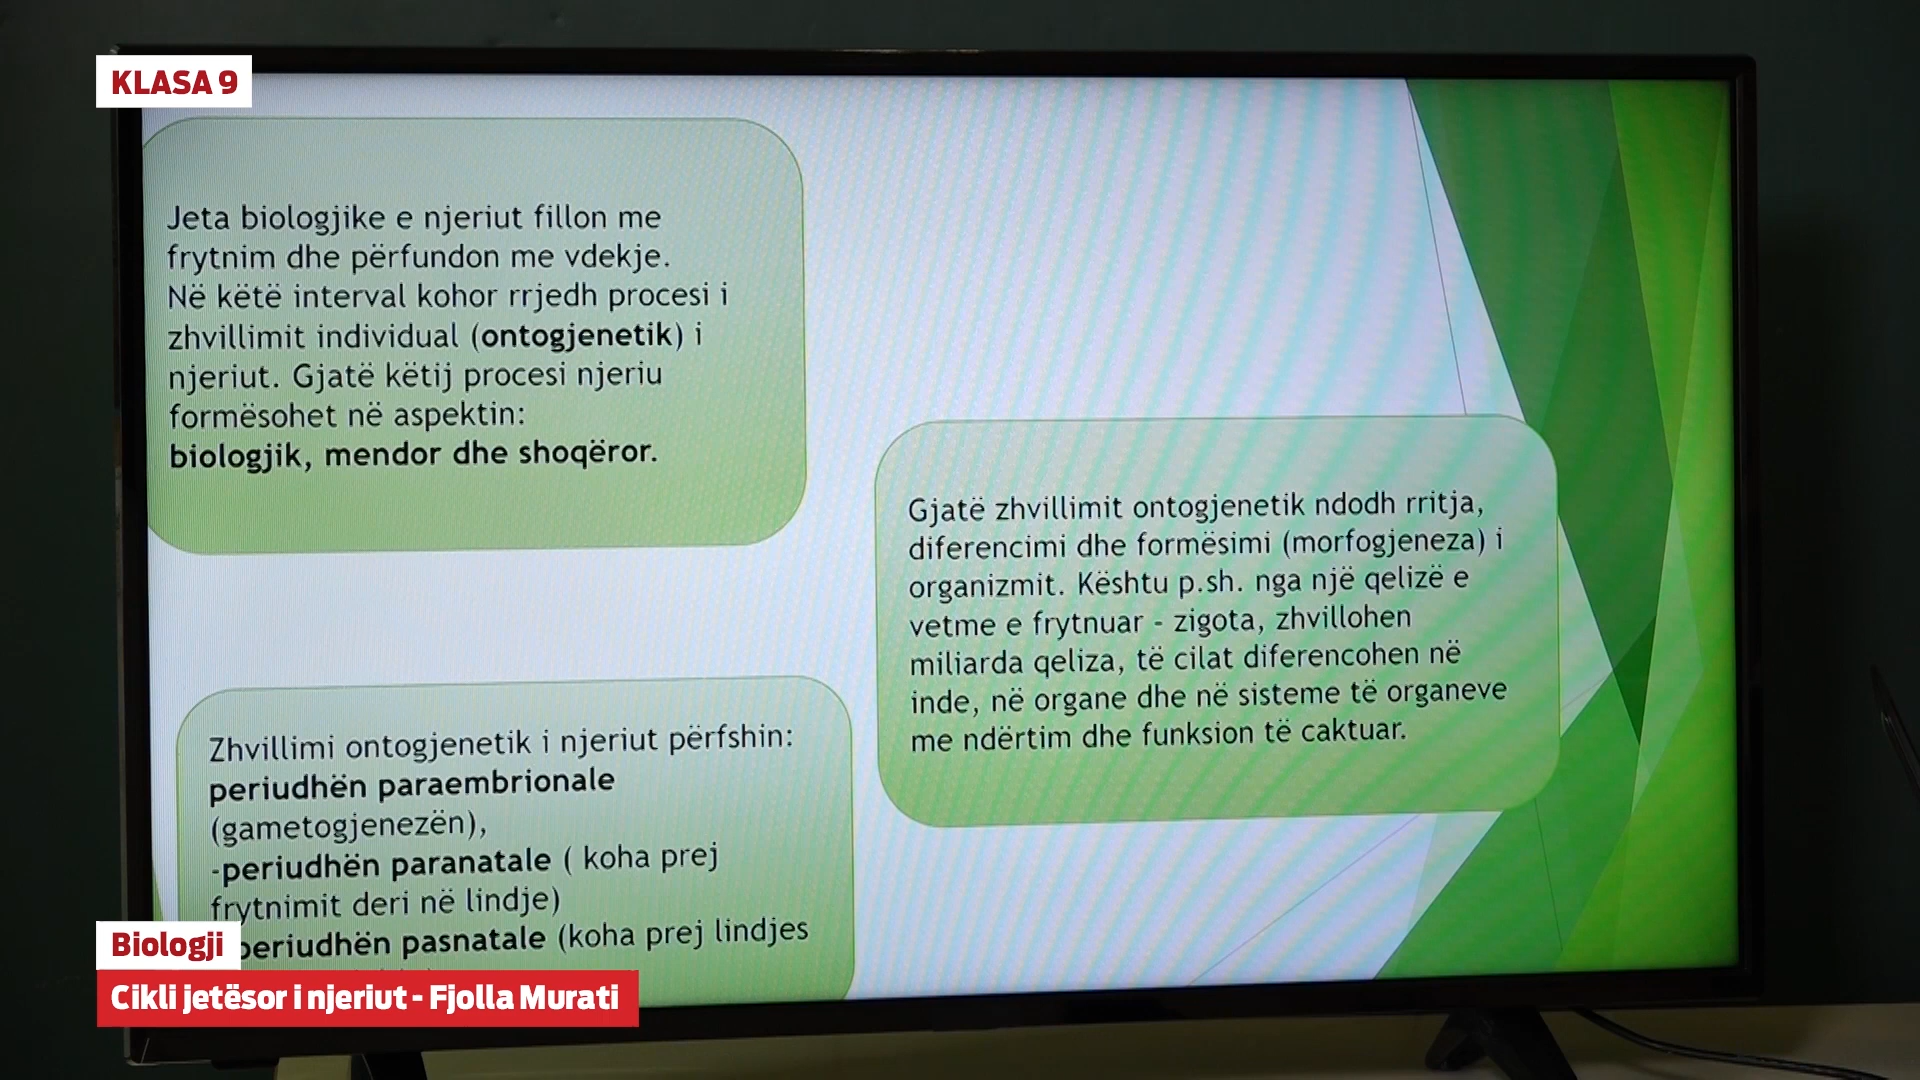 KLASA 9
Jeta biologjike e njeriut fillon me
frytnim dhe përfundon me vdekje.
Në këtë interval kohor rrjedh procesi i
zhvillimit individual (ontogjenetik) i
njeriut. Gjatë këtij procesi njeriu
formësohet në aspektin:
biologjik, mendor dhe shoqëror.
Gjatë zhvillimit ontogjenetik ndodh rritja,
diferencimi dhe formësimi (morfogjeneza) i
organizmit. Kështu p.sh. nga një qelizë e
vetme e frytnuar - zigota, zhvillohen
miliarda qeliza, të cilat diferencohen në
inde, në organe dhe në sisteme të organeve
me ndërtim dhe funksion të caktuar.
Zhvillimi ontogjenetik i njeriut përfshin:
periudhën paraembrionale
(gametogjenezën),
-periudhën paranatale ( koha prej
frytnimit deri në lindje)
periudhën pasnatale (koha prej lindjes
Biologji
Cikli jetësor i njeriut - Fjolla Murati